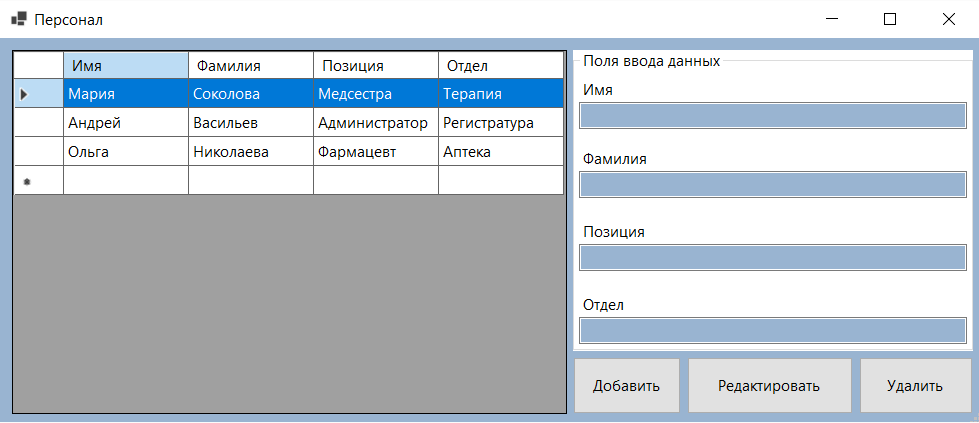 Персонал
Имя Фамилия Позиция Отдел
Мария Соколова Медсестра Терапия
Андрей Васильев Администратор Регистратура
Ольга Николаева Фармацевт Аптека
Поля ввода данных
Имя
Фамилия
Позиция
Отдел
Добавить Редактировать Удалить